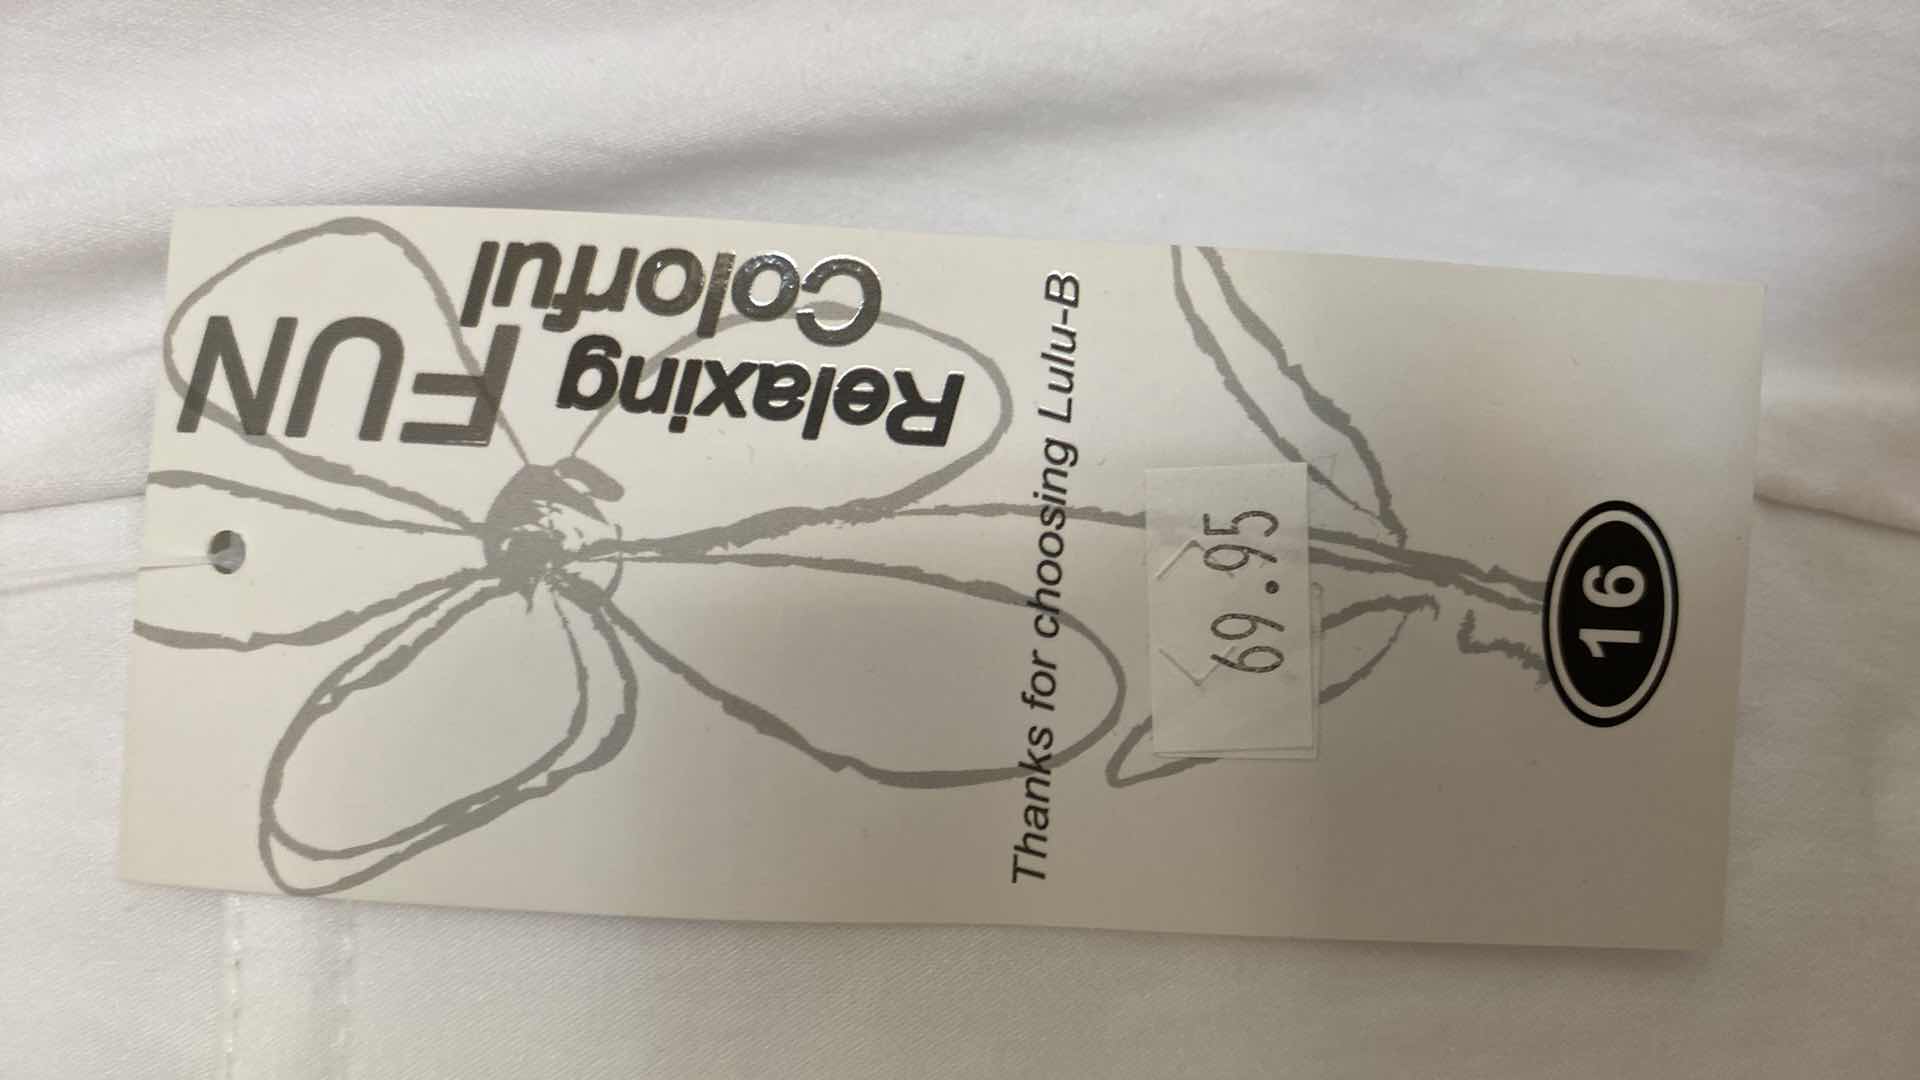 FUN
Relaxing
Colorful
Thanks for choosing Lulu-B
69.95
16